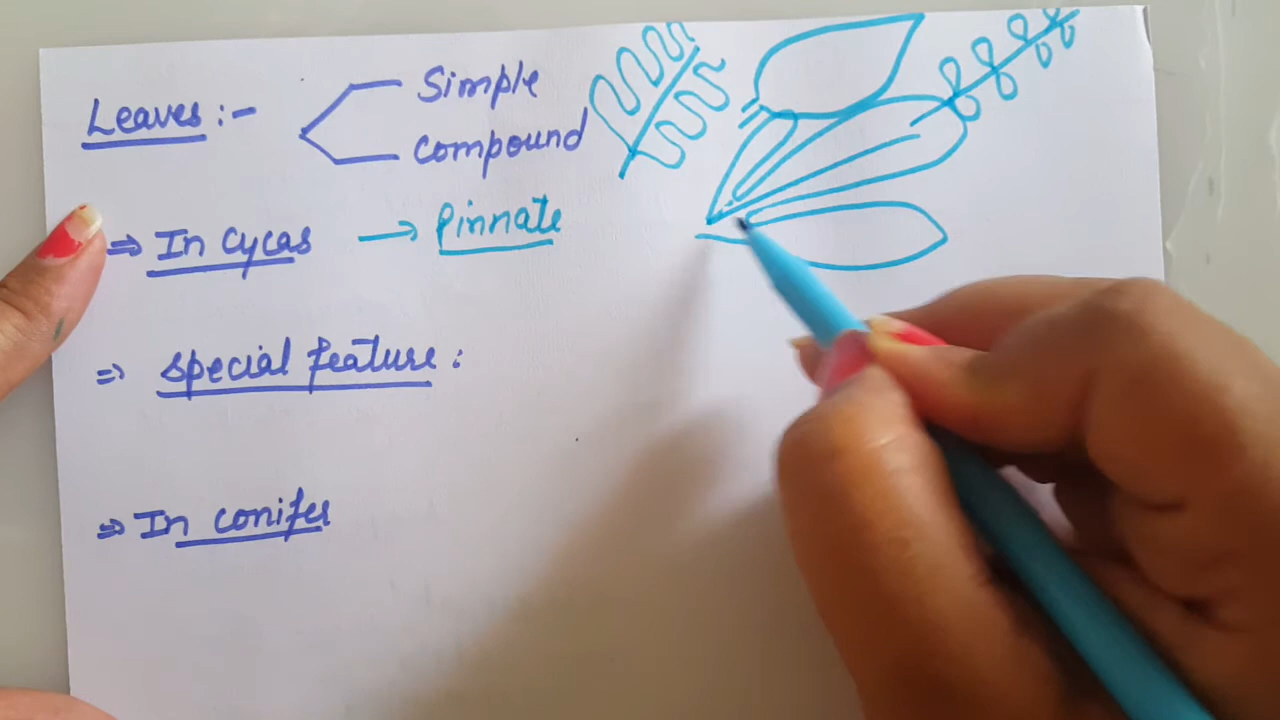 Leaves :-
Simple
Compound
⇒ In Cycas → Pinnate
⇒ Special feature :
⇒ In conifer